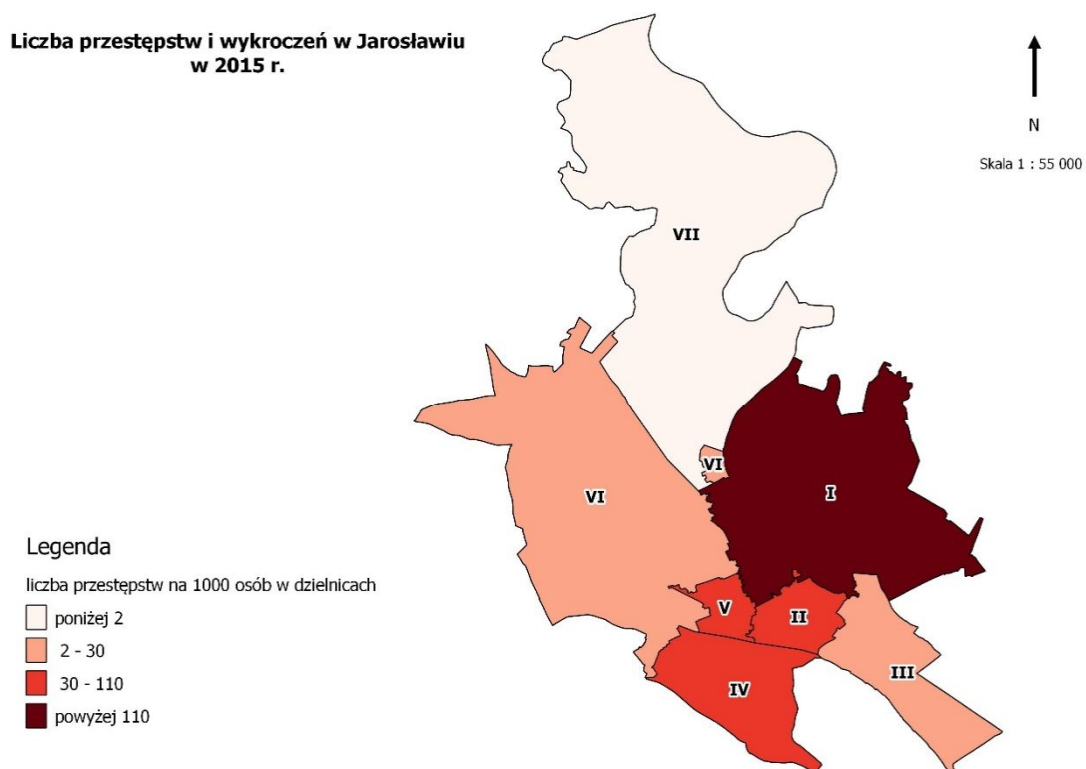 Liczba przestępstw i wykroczeń w Jarosławiu
w 2015 r.
N
Skala 1 : 55 000
VII
VI
VI
I
V
II
III
IV
Legenda
liczba przestępstw na 1000 osób w dzielnicach
poniżej 2
2 - 30
30 - 110
powyżej 110